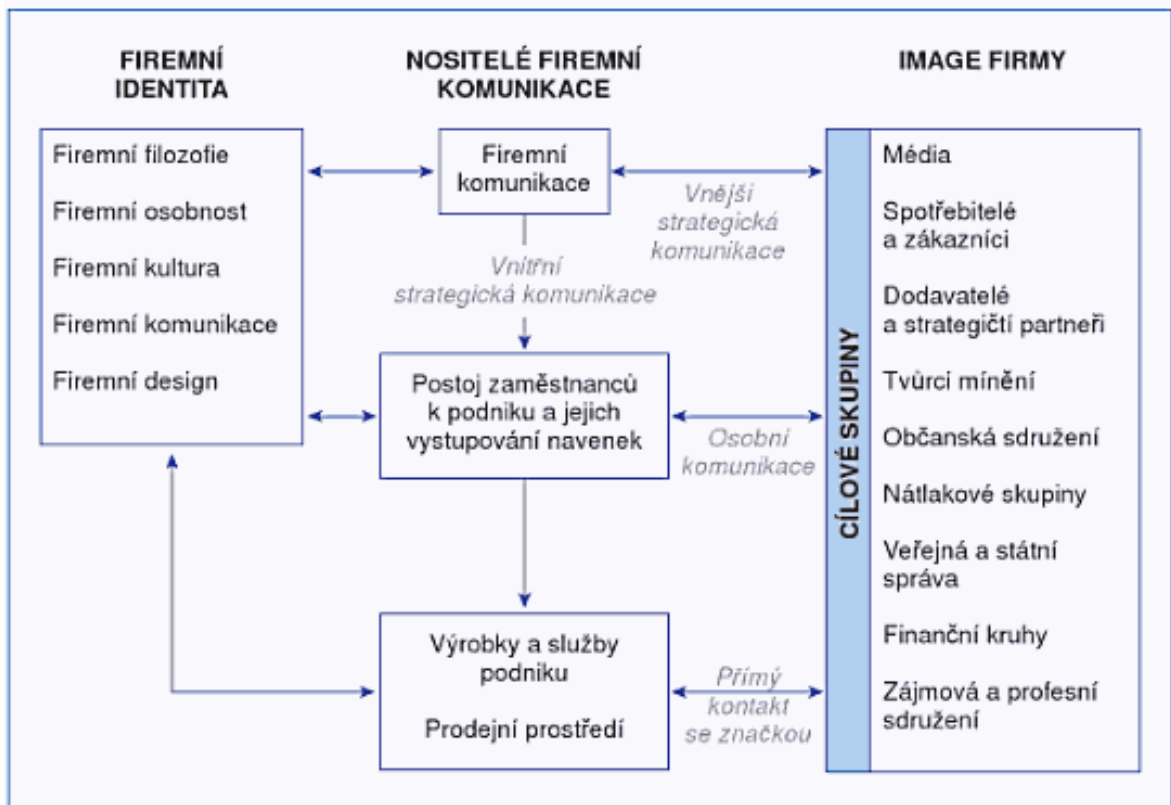 FIREMNÍ
IDENTITA
NOSITELÉ FIREMNÍ
KOMUNIKACE
IMAGE FIRMY
Firemní filozofie
Firemní osobnost
Firemní kultura
Firemní komunikace
Firemní design
Firemní
komunikace
Vnitřní
strategická komunikace
Postoj zaměstnanců
k podniku a jejich
vystupování navenek
Výrobky a služby
podniku
Prodejní prostředí
Vnější
strategická
komunikace
Osobní
komunikace
Přímý
kontakt
se značkou
CÍLOVÉ SKUPINY
Média
Spotřebitelé
a zákazníci
Dodavatelé
a strategičtí partneři
Tvůrci mínění
Občanská sdružení
Nátlakové skupiny
Veřejná a státní
správa
Finanční kruhy
Zájmová a profesní
sdružení